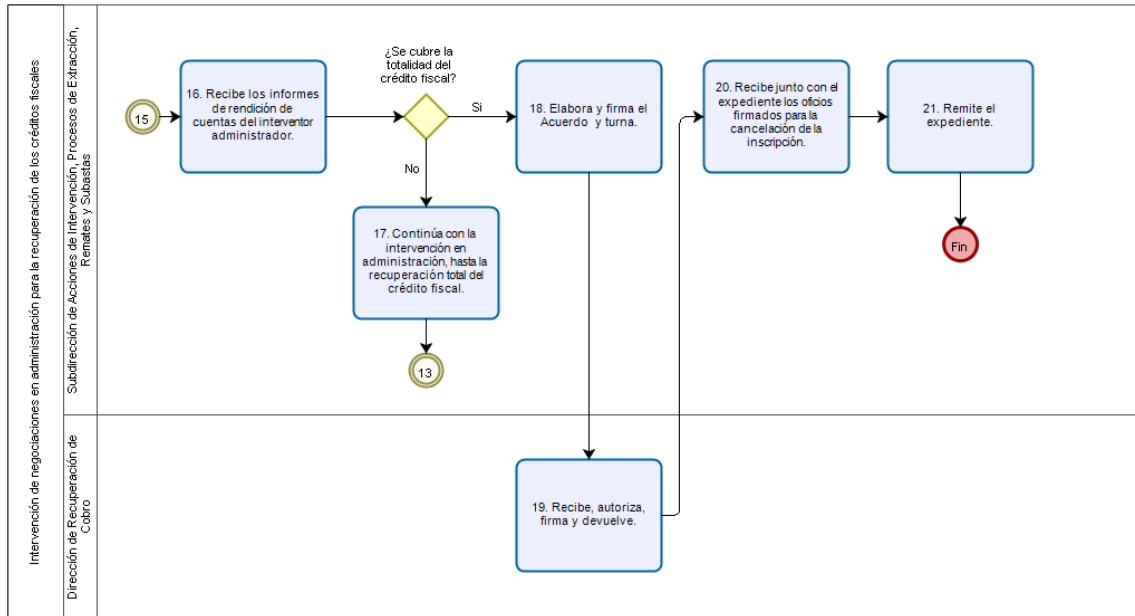 Intervención de negociaciones en administración para la recuperación de los créditos fiscales
Subdirección de Acciones de Intervención, Procesos de Extracción,
Remates y Subastas
15
16. Recibe los informes
de rendición de
cuentas del interventor
administrador.
¿Se cubre la
totalidad del
crédito fiscal?
Si
No
17. Continúa con la
intervención en
administración, hasta la
recuperación total del
crédito fiscal.
13
18. Elabora y firma el
Acuerdo y turna.
20. Recibe junto con el
expediente los oficios
firmados para la
cancelación de la
inscripción.
21. Remite el
expediente.
Fin
Dirección de Recuperación de
Cobro
19. Recibe, autoriza,
firma y devuelve.